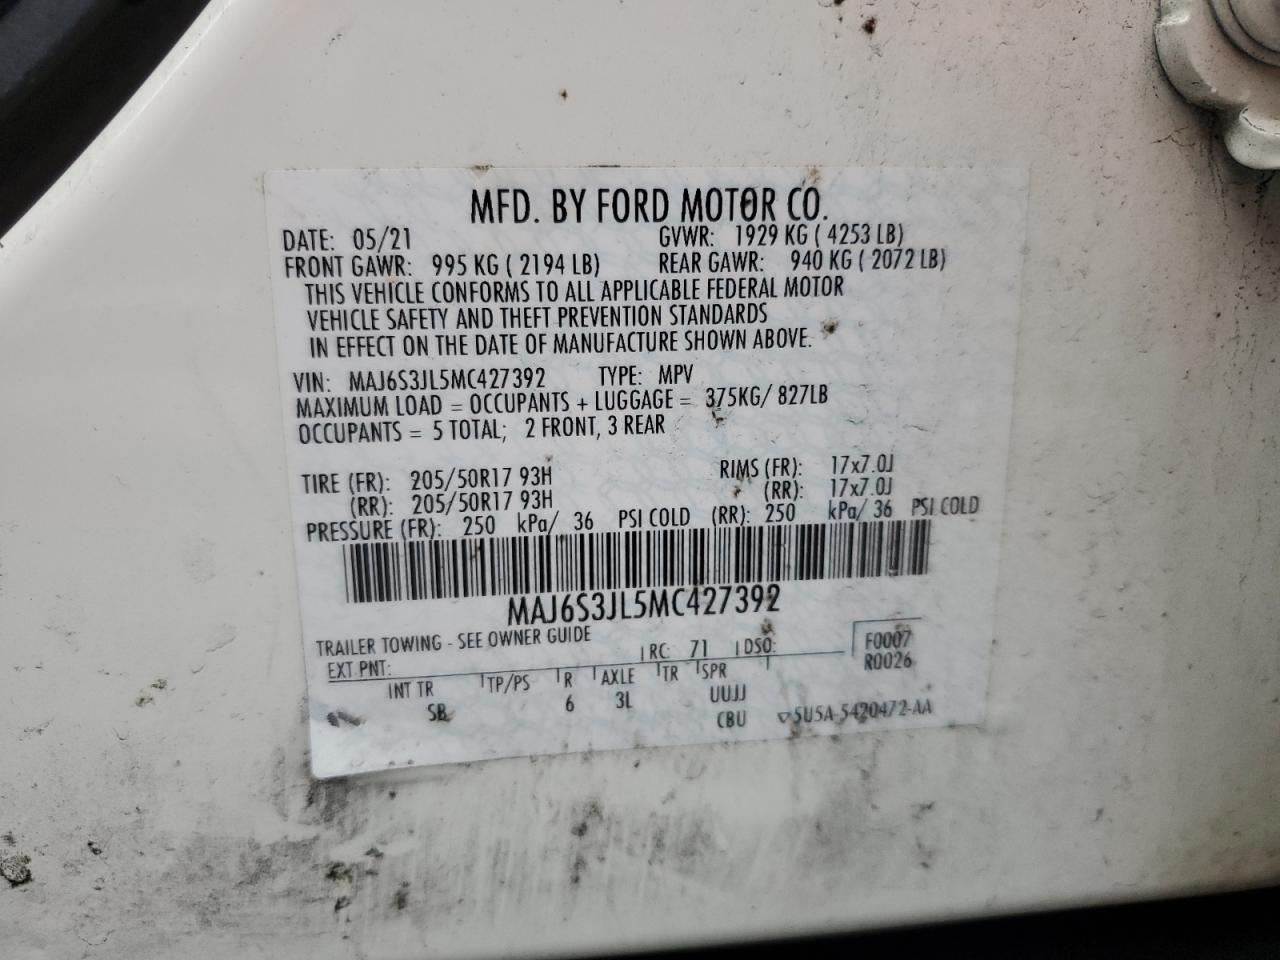 MFD. BY FORD MOTOR CO.
DATE: 05/21 GVWR: 1929 KG ( 4253 LB)
FRONT GAWR: 995 KG ( 2194 LB) REAR GAWR: 940 KG ( 2072 LB)
THIS VEHICLE CONFORMS TO ALL APPLICABLE FEDERAL MOTOR
VEHICLE SAFETY AND THEFT PREVENTION STANDARDS
IN EFFECT ON THE DATE OF MANUFACTURE SHOWN ABOVE.
VIN: MAJ6S3JL5MC427392 TYPE: MPV
MAXIMUM LOAD = OCCUPANTS + LUGGAGE = 375KG/ 827LB
OCCUPANTS = 5 TOTAL; 2 FRONT, 3 REAR
TIRE (FR): 205/50R17 93H RIMS (FR): 17x7.0J
(RR): 205/50R17 93H (RR): 17x7.0J
PRESSURE (FR): 250 kPa/ 36 PSI COLD (RR): 250 kPa/ 36 PSI COLD
MAJ6S3JL5MC427392
TRAILER TOWING - SEE OWNER GUIDE
EXT PNT: RC: 71 DSO: F0007
R0026
INT TR TP/PS R AXLE TR SPR
SB 6 3L UUJJ
CBU 5U5A-5420472-AA